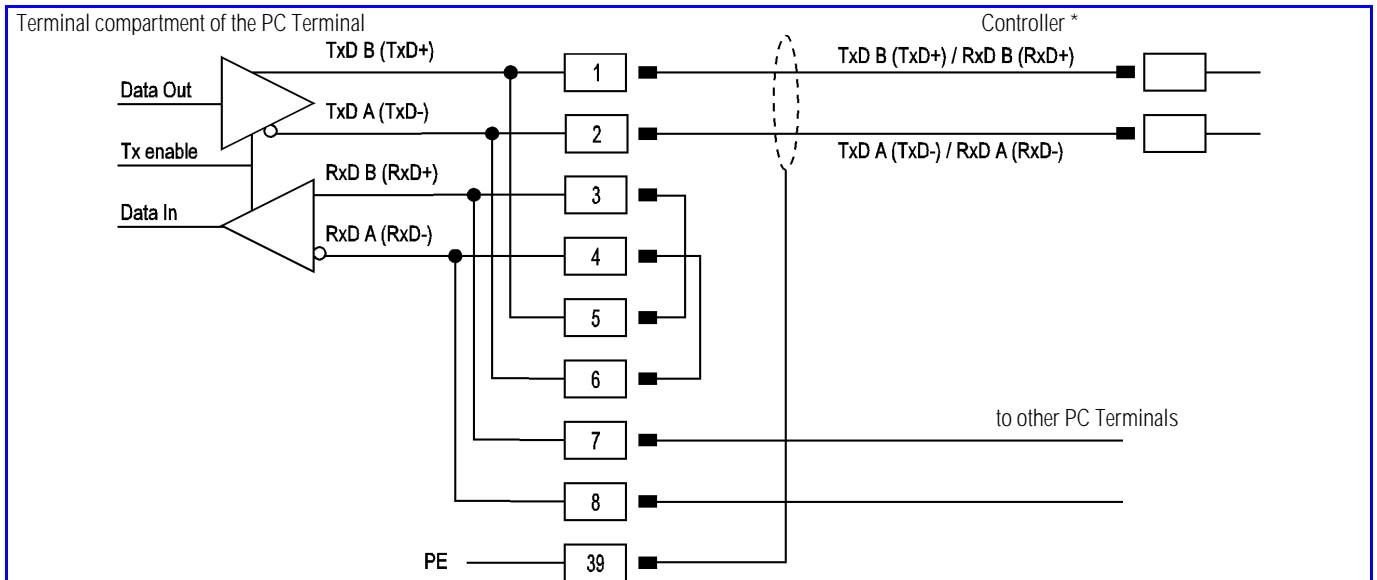 Terminal compartment of the PC Terminal
Controller *
TxD B (TxD+)
TxD B (TxD+) / RxD B (RxD+)
1
Data Out
TxD A (TxD-)
2
TxD A (TxD-) / RxD A (RxD-)
Tx enable
RxD B (RxD+)
3
Data In
RxD A (RxD-)
4
5
6
to other PC Terminals
7
8
PE
39